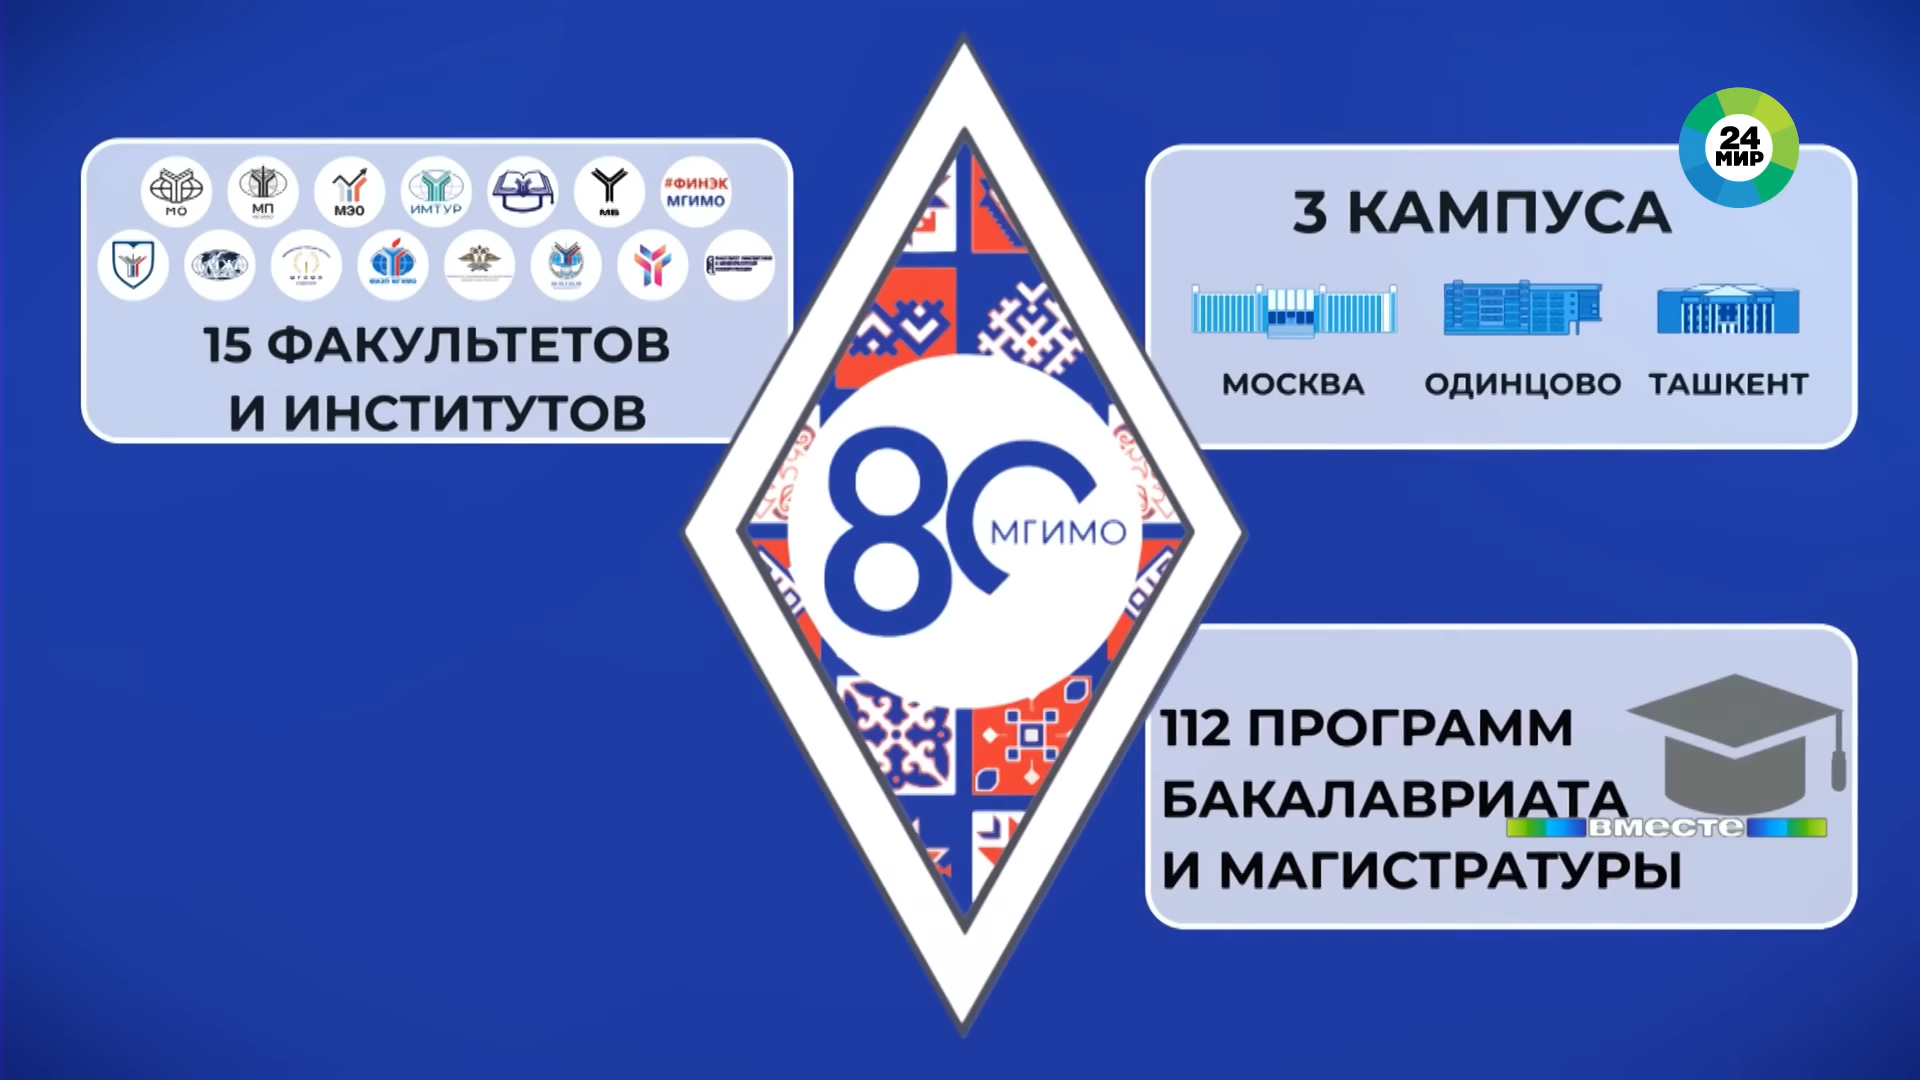 МО
МП
МЭО
ИМТУР
МБ
#ФИНЭК
МГИМО
15 ФАКУЛЬТЕТОВ
И ИНСТИТУТОВ
80
МГИМО
24
МИР
3 КАМПУСА
МОСКВА
ОДИНЦОВО
ТАШКЕНТ
112 ПРОГРАММ
БАКАЛАВРИАТА
ВМЕСТЕ
И МАГИСТРАТУРЫ